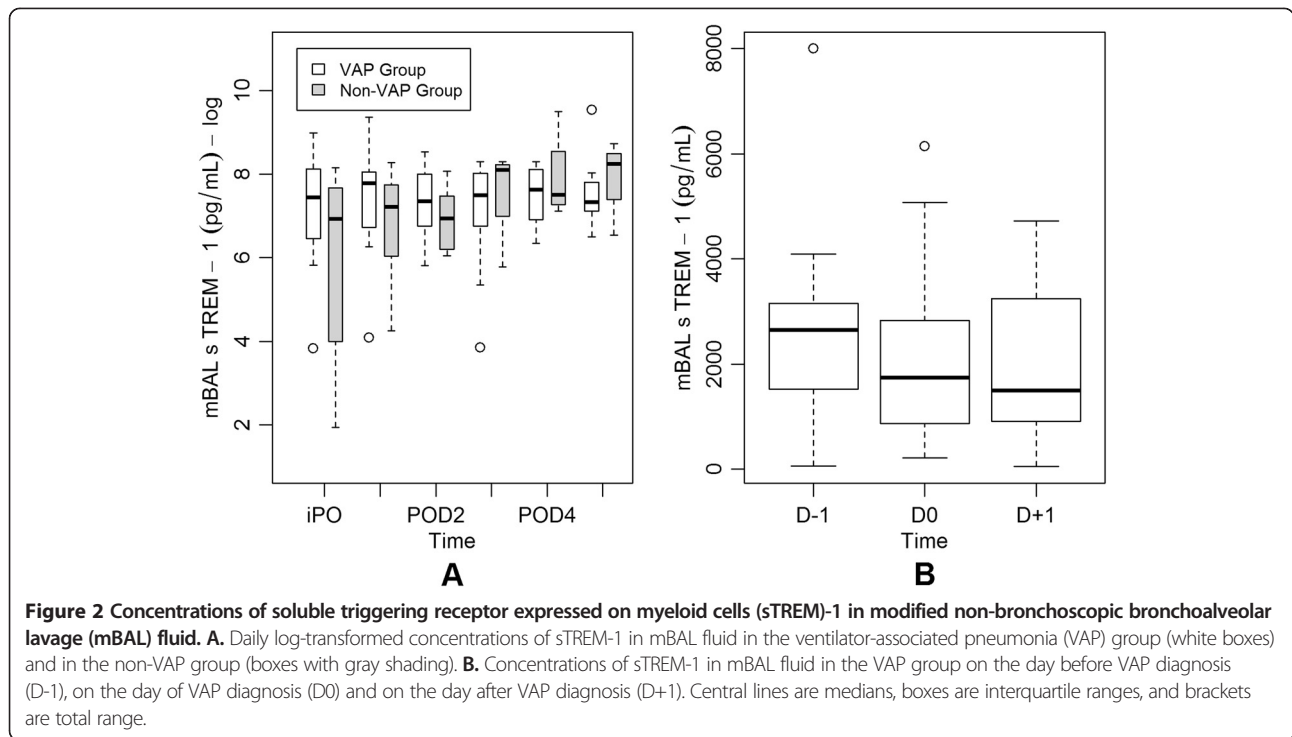 VAP Group
Non-VAP Group
mBAL s TREM − 1 (pg/mL) − log
10
8
6
4
2
iPO
POD2
POD4
Time
A
mBAL s TREM − 1 (pg/mL)
8000
6000
4000
2000
0
D-1
D0
D+1
Time
B
Figure 2 Concentrations of soluble triggering receptor expressed on myeloid cells (sTREM)-1 in modified non-bronchoscopic bronchoalveolar
lavage (mBAL) fluid. A. Daily log-transformed concentrations of sTREM-1 in mBAL fluid in the ventilator-associated pneumonia (VAP) group (white boxes)
and in the non-VAP group (boxes with gray shading). B. Concentrations of sTREM-1 in mBAL fluid in the VAP group on the day before VAP diagnosis
(D-1), on the day of VAP diagnosis (D0) and on the day after VAP diagnosis (D+1). Central lines are medians, boxes are interquartile ranges, and brackets
are total range.